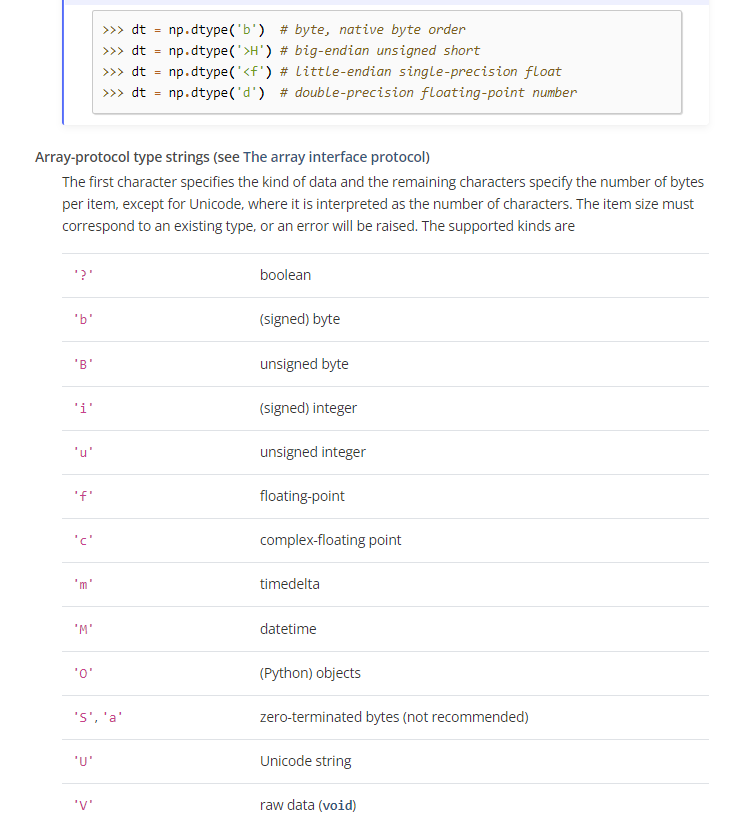 >>> dt = np.dtype('b')  # byte, native byte order
>>> dt = np.dtype('>H') # big-endian unsigned short
>>> dt = np.dtype('<f') # little-endian single-precision float
>>> dt = np.dtype('d')  # double-precision floating-point number
Array-protocol type strings (see The array interface protocol)
The first character specifies the kind of data and the remaining characters specify the number of bytes
per item, except for Unicode, where it is interpreted as the number of characters. The item size must
correspond to an existing type, or an error will be raised. The supported kinds are
'?' boolean
'b' (signed) byte
'B' unsigned byte
'i' (signed) integer
'u' unsigned integer
'f' floating-point
'c' complex-floating point
'm' timedelta
'M' datetime
'O' (Python) objects
'S', 'a' zero-terminated bytes (not recommended)
'U' Unicode string
'V' raw data (void)